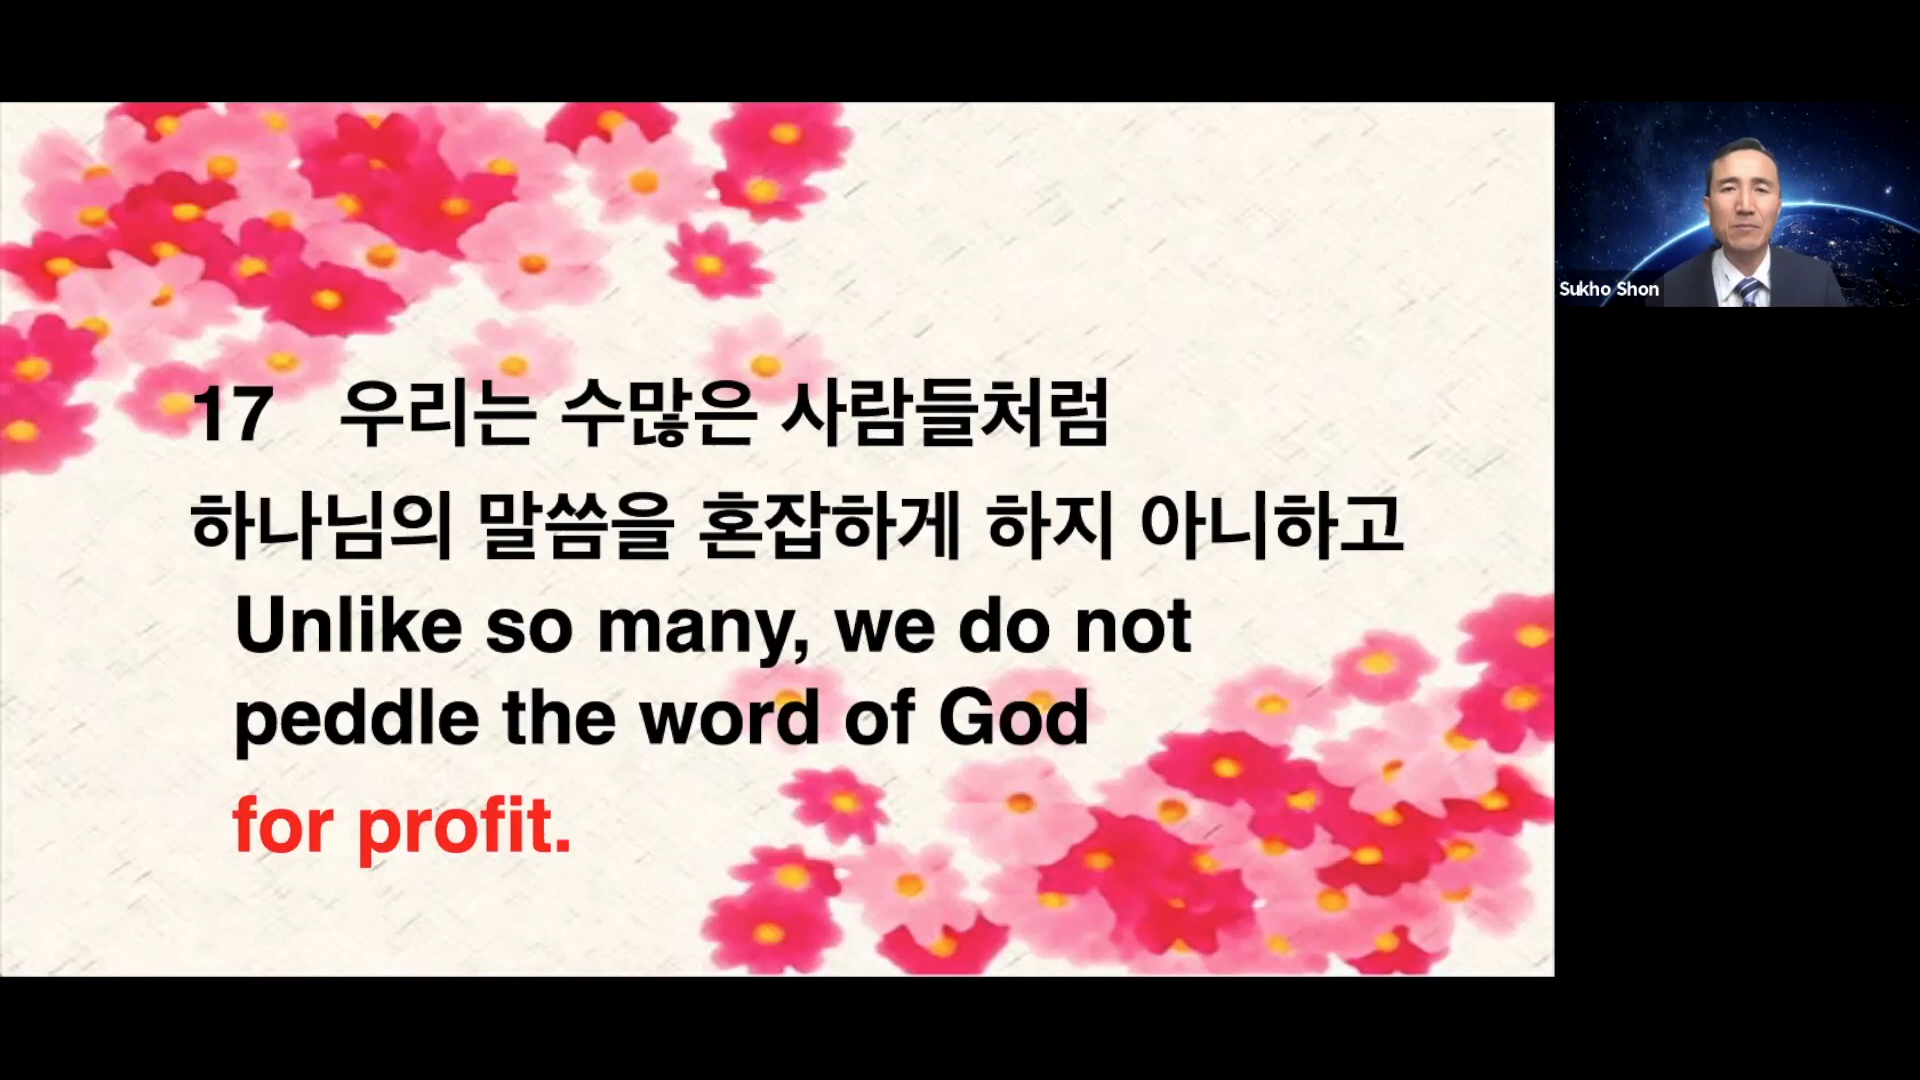 17 우리는 수많은 사람들처럼
하나님의 말씀을 혼잡하게 하지 아니하고
Unlike so many, we do not
peddle the word of God
for profit.
Sukho Shon